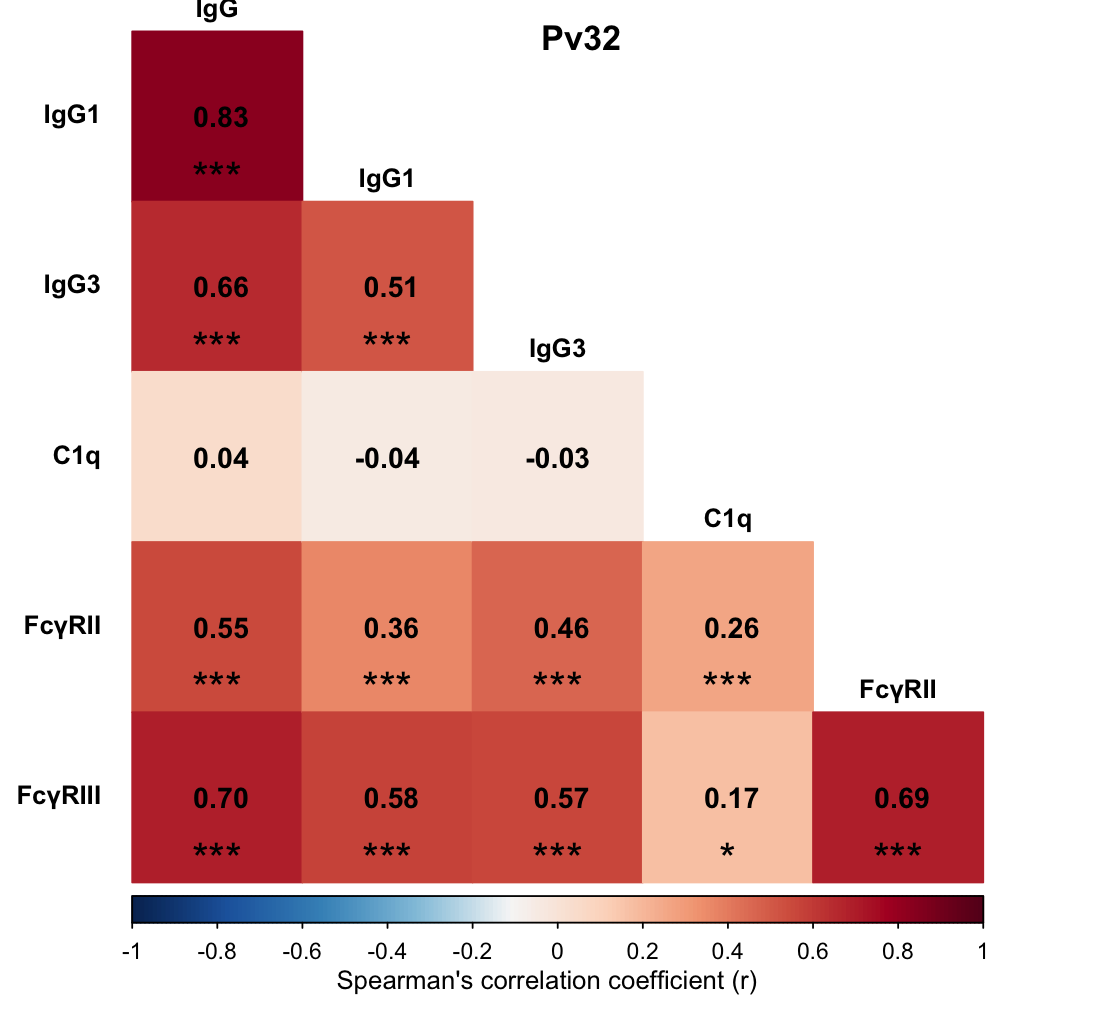 IgG
Pv32
IgG1
0.83
***
IgG1
IgG3
0.66
0.51
***
***
IgG3
C1q
0.04
-0.04
-0.03
C1q
FcγRII
0.55
0.36
0.46
0.26
***
***
***
***
FcγRII
FcγRIII
0.70
0.58
0.57
0.17
0.69
***
***
***
*
***
-1 -0.8 -0.6 -0.4 -0.2 0 0.2 0.4 0.6 0.8 1
Spearman's correlation coefficient (r)